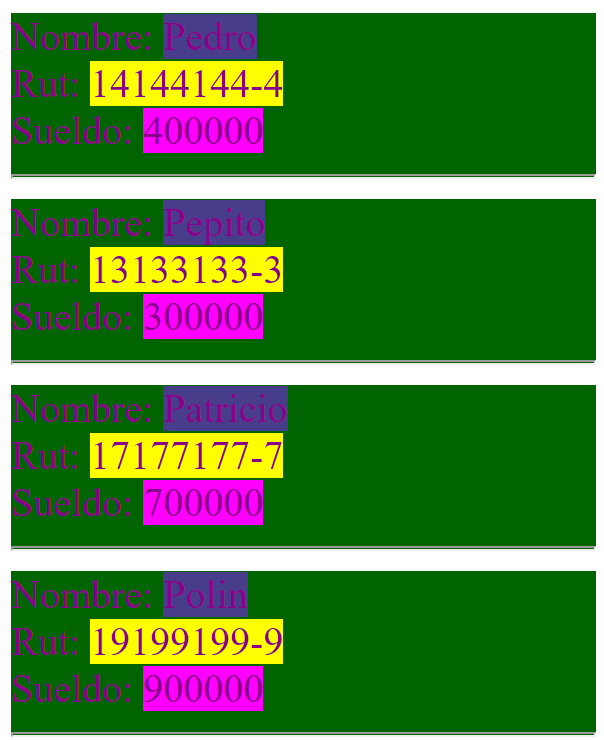 Nombre: Pedro
Rut: 14144144-4
Sueldo: 400000
Nombre: Pepito
Rut: 13133133-3
Sueldo: 300000
Nombre: Patricio
Rut: 17177177-7
Sueldo: 700000
Nombre: Polin
Rut: 19199199-9
Sueldo: 900000